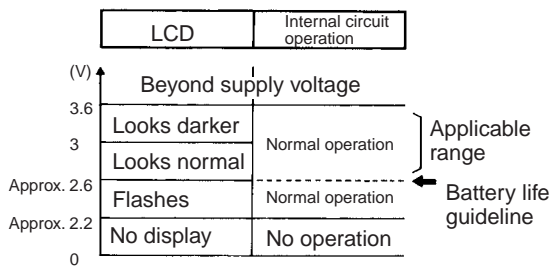 LCD
Internal circuit
operation
(V)
Beyond supply voltage
3.6
Looks darker
Normal operation
Applicable
range
3
Looks normal
Approx. 2.6
Flashes
Normal operation
Battery life
guideline
Approx. 2.2
No display
No operation
0